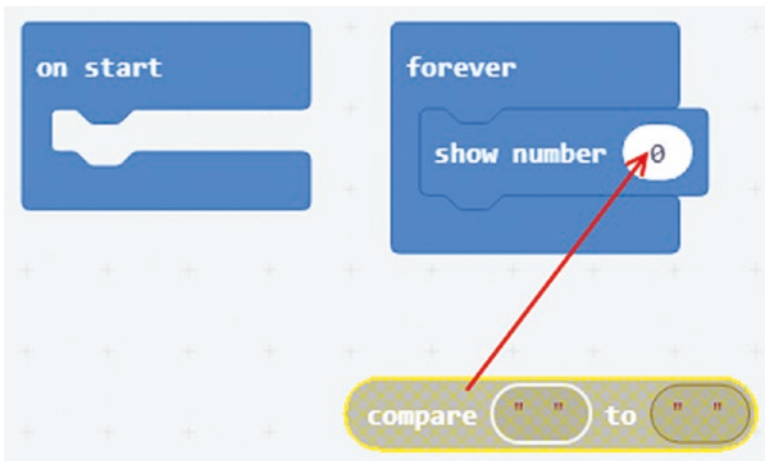 on start
forever
show number 0
compare " " to " "